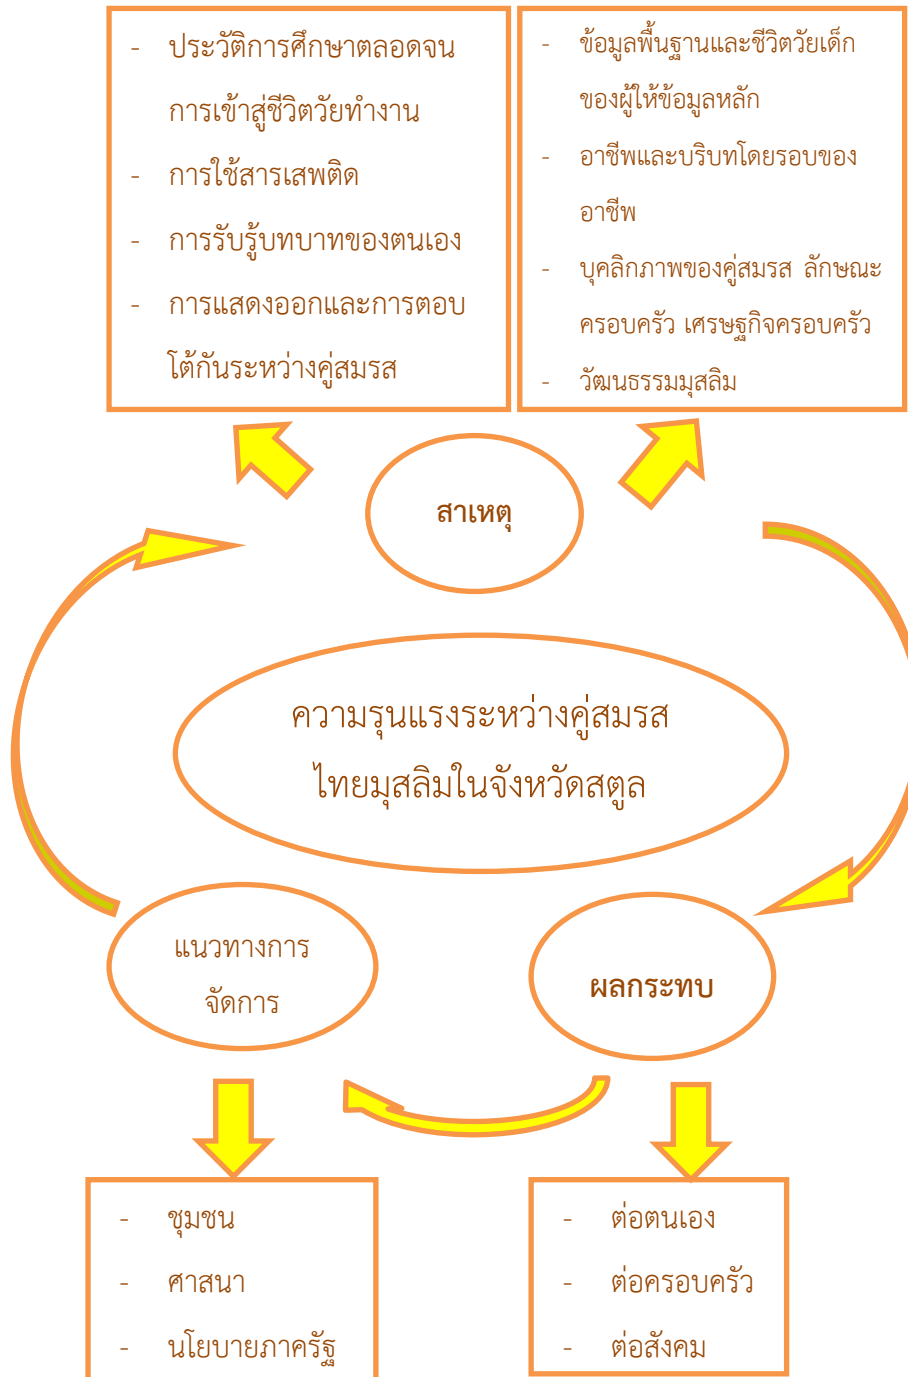 - ประวัติการศึกษาตลอดจน
การเข้าสู่ชีวิตวัยทำงาน
- การใช้สารเสพติด
- การรับรู้บทบาทของตนเอง
- การแสดงออกและการตอบ
โต้กันระหว่างคู่สมรส
- ข้อมูลพื้นฐานและชีวิตวัยเด็ก
ของผู้ให้ข้อมูลหลัก
- อาชีพและบริบทโดยรอบของ
อาชีพ
- บุคลิกภาพของคู่สมรส ลักษณะ
ครอบครัว เศรษฐกิจครอบครัว
- วัฒนธรรมมุสลิม
สาเหตุ
ความรุนแรงระหว่างคู่สมรส
ไทยมุสลิมในจังหวัดสตูล
แนวทางการ
จัดการ
ผลกระทบ
- ชุมชน
- ศาสนา
- นโยบายภาครัฐ
- ต่อตนเอง
- ต่อครอบครัว
- ต่อสังคม